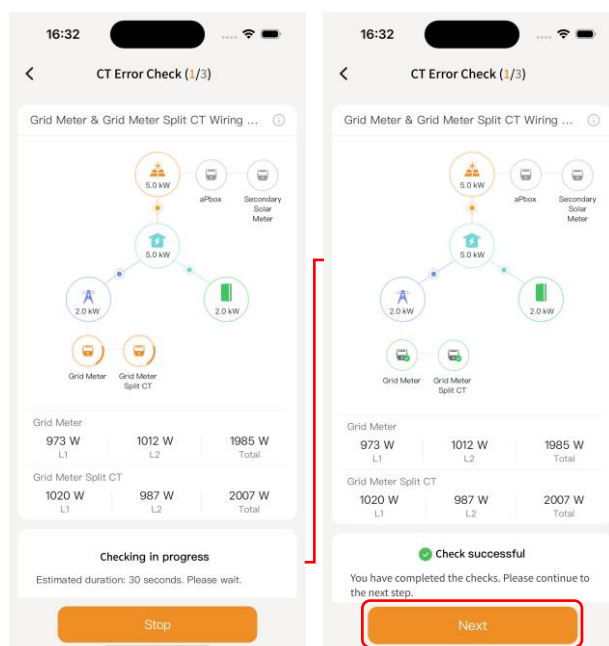 16:32
CT Error Check (1/3)
Grid Meter & Grid Meter Split CT Wiring ...
5.0 kW
aPbox
Secondary
Solar
Meter
5.0 kW
2.0 kW
2.0 kW
Grid Meter
Grid Meter
Split CT
Grid Meter
973 W
1012 W
1985 W
L1
L2
Total
Grid Meter Split CT
1020 W
987 W
2007 W
L1
L2
Total
Checking in progress
Estimated duration: 30 seconds. Please wait.
Stop
16:32
CT Error Check (1/3)
Grid Meter & Grid Meter Split CT Wiring ...
5.0 kW
aPbox
Secondary
Solar
Meter
5.0 kW
2.0 kW
2.0 kW
Grid Meter
Grid Meter
Split CT
Grid Meter
973 W
1012 W
1985 W
L1
L2
Total
Grid Meter Split CT
1020 W
987 W
2007 W
L1
L2
Total
Check successful
You have completed the checks. Please continue to
the next step.
Next